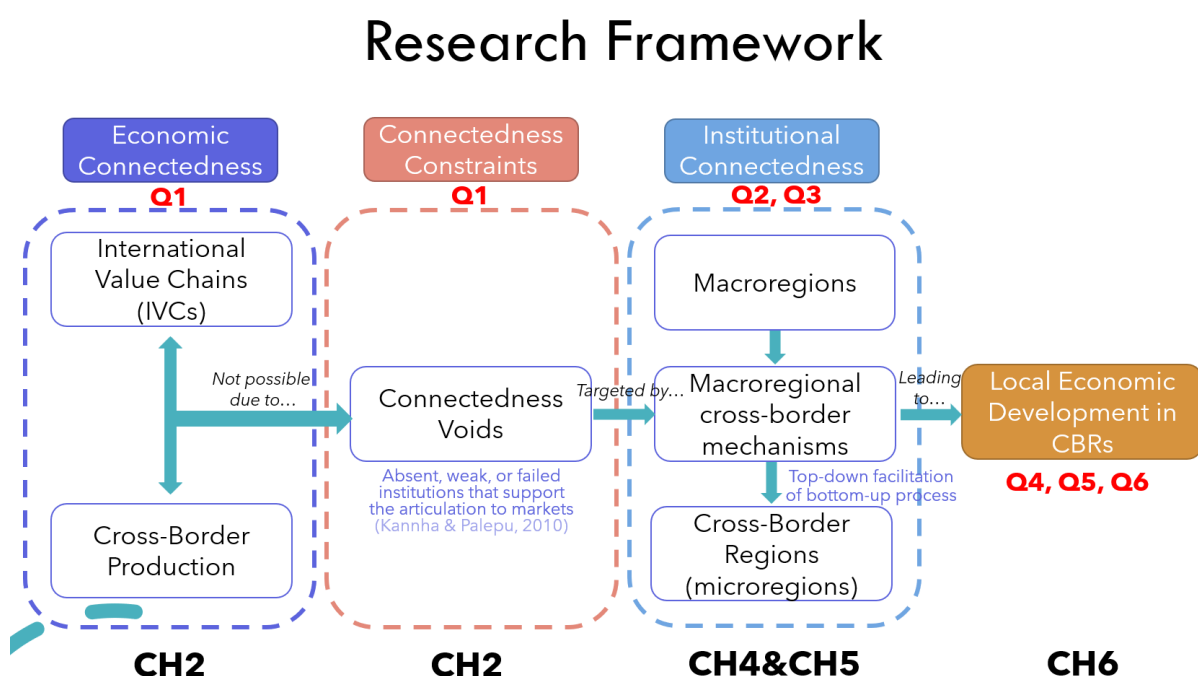 Research Framework
Economic
Connectedness
Q1
International
Value Chains
(IVCs)
Not possible
due to…
Cross-Border
Production
CH2
Connectedness
Constraints
Q1
Connectedness
Voids
Absent, weak, or failed
institutions that support
the articulation to markets
(Kannha & Palepu, 2010)
CH2
Targeted by…
Institutional
Connectedness
Q2, Q3
Macroregions
Macroregional
cross-border
mechanisms
Top-down facilitation
of bottom-up process
Cross-Border
Regions
(microregions)
CH4&CH5
Leading
to…
Local Economic
Development in
CBRs
Q4, Q5, Q6
CH6